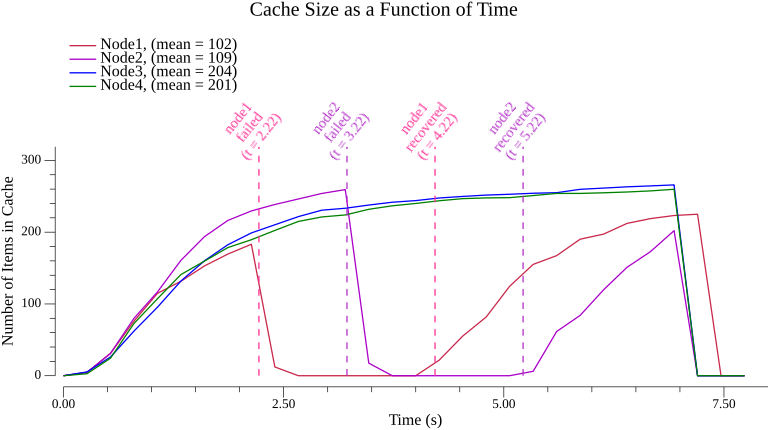 Cache Size as a Function of Time
Node1, (mean = 102)
Node2, (mean = 109)
Node3, (mean = 204)
Node4, (mean = 201)
node1
failed
(t = 2.22)
node2
failed
(t = 3.22)
node1
recovered
(t = 4.22)
node2
recovered
(t = 5.22)
Number of Items in Cache
300
200
100
0
0.00
2.50
5.00
7.50
Time (s)